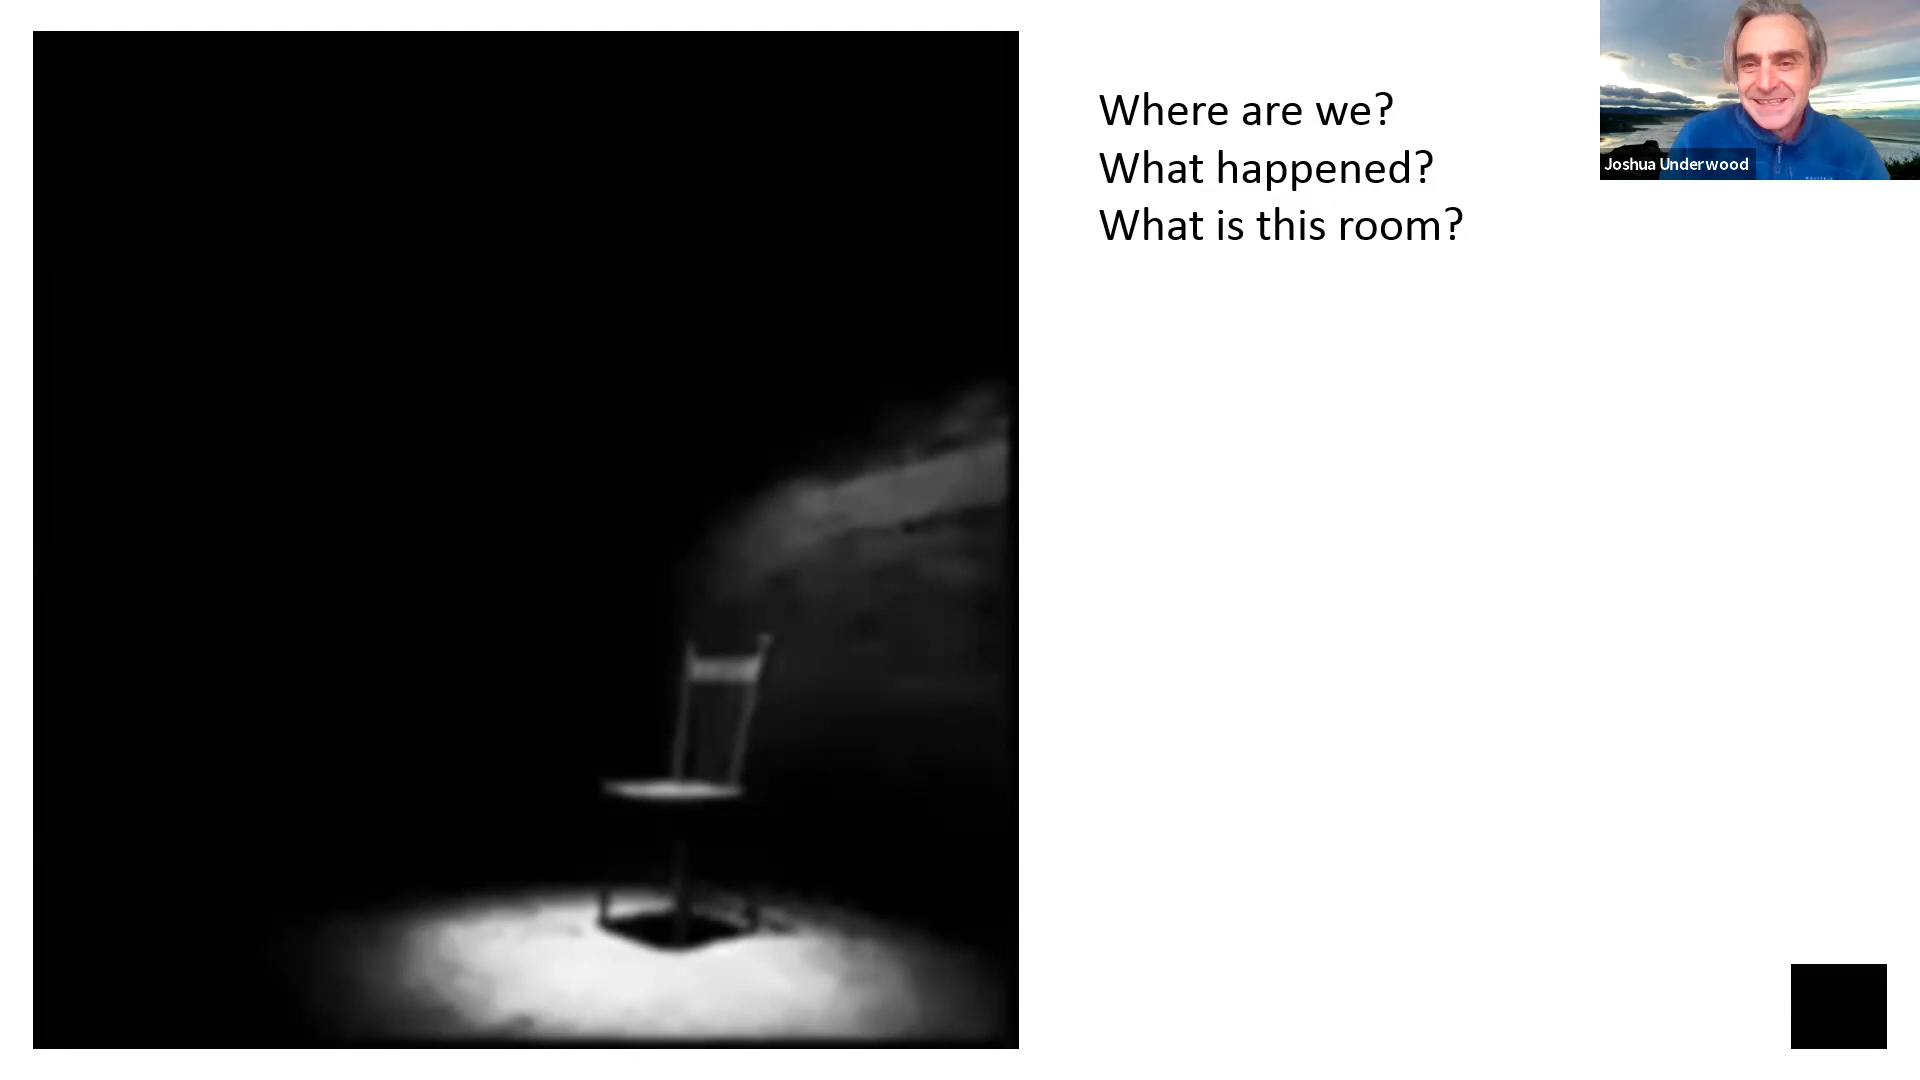 Where are we?
What happened?
What is this room?
Joshua Underwood